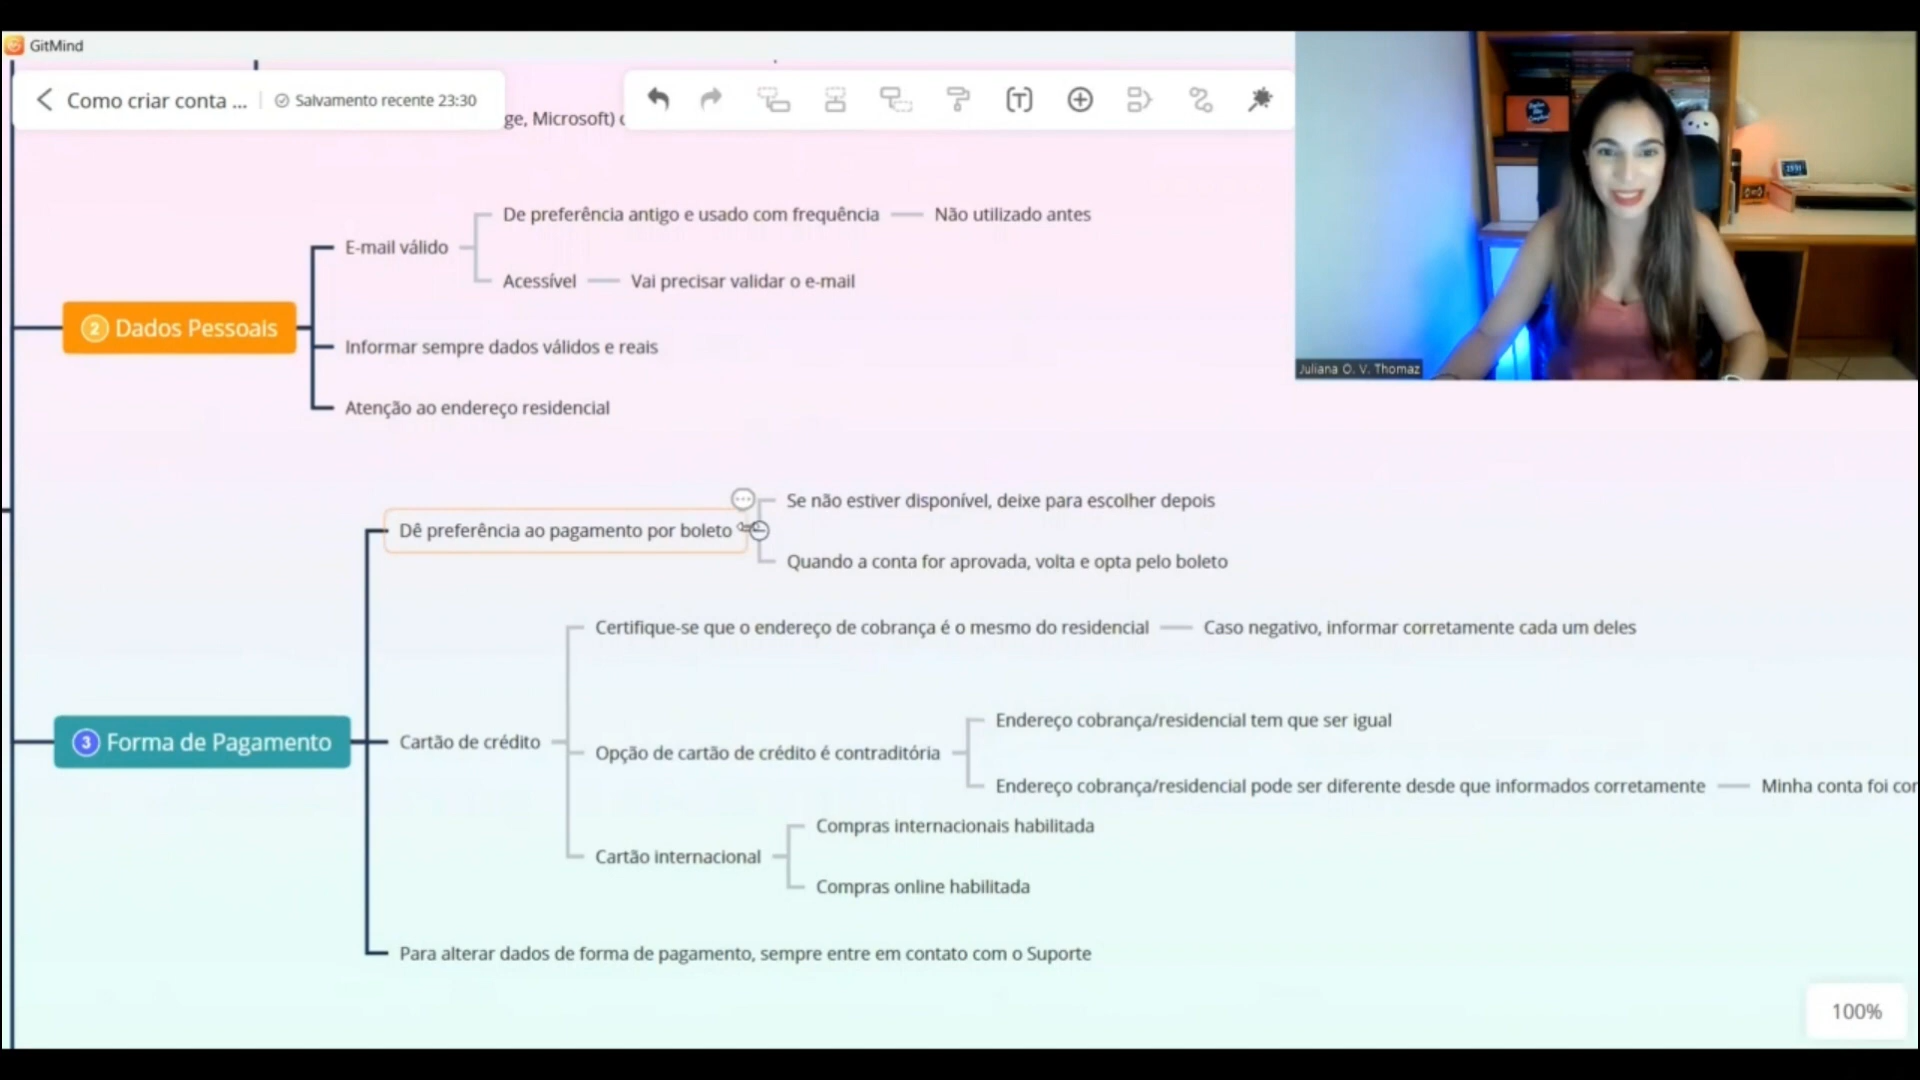 GitMind
Como criar conta ...
Salvamento recente 23:30
ge, Microsoft)
De preferência antigo e usado com frequência
Não utilizado antes
E-mail válido
Acessível
Vai precisar validar o e-mail
2 Dados Pessoais
Informar sempre dados válidos e reais
Juliana O. V. Thomaz
Atenção ao endereço residencial
Se não estiver disponível, deixe para escolher depois
Dê preferência ao pagamento por boleto
Quando a conta for aprovada, volta e opta pelo boleto
Certifique-se que o endereço de cobrança é o mesmo do residencial
Caso negativo, informar corretamente cada um deles
Endereço cobrança/residencial tem que ser igual
3 Forma de Pagamento
Cartão de crédito
Opção de cartão de crédito é contraditória
Endereço cobrança/residencial pode ser diferente desde que informados corretamente
Minha conta foi cor
Compras internacionais habilitada
Cartão internacional
Compras online habilitada
Para alterar dados de forma de pagamento, sempre entre em contato com o Suporte
100%